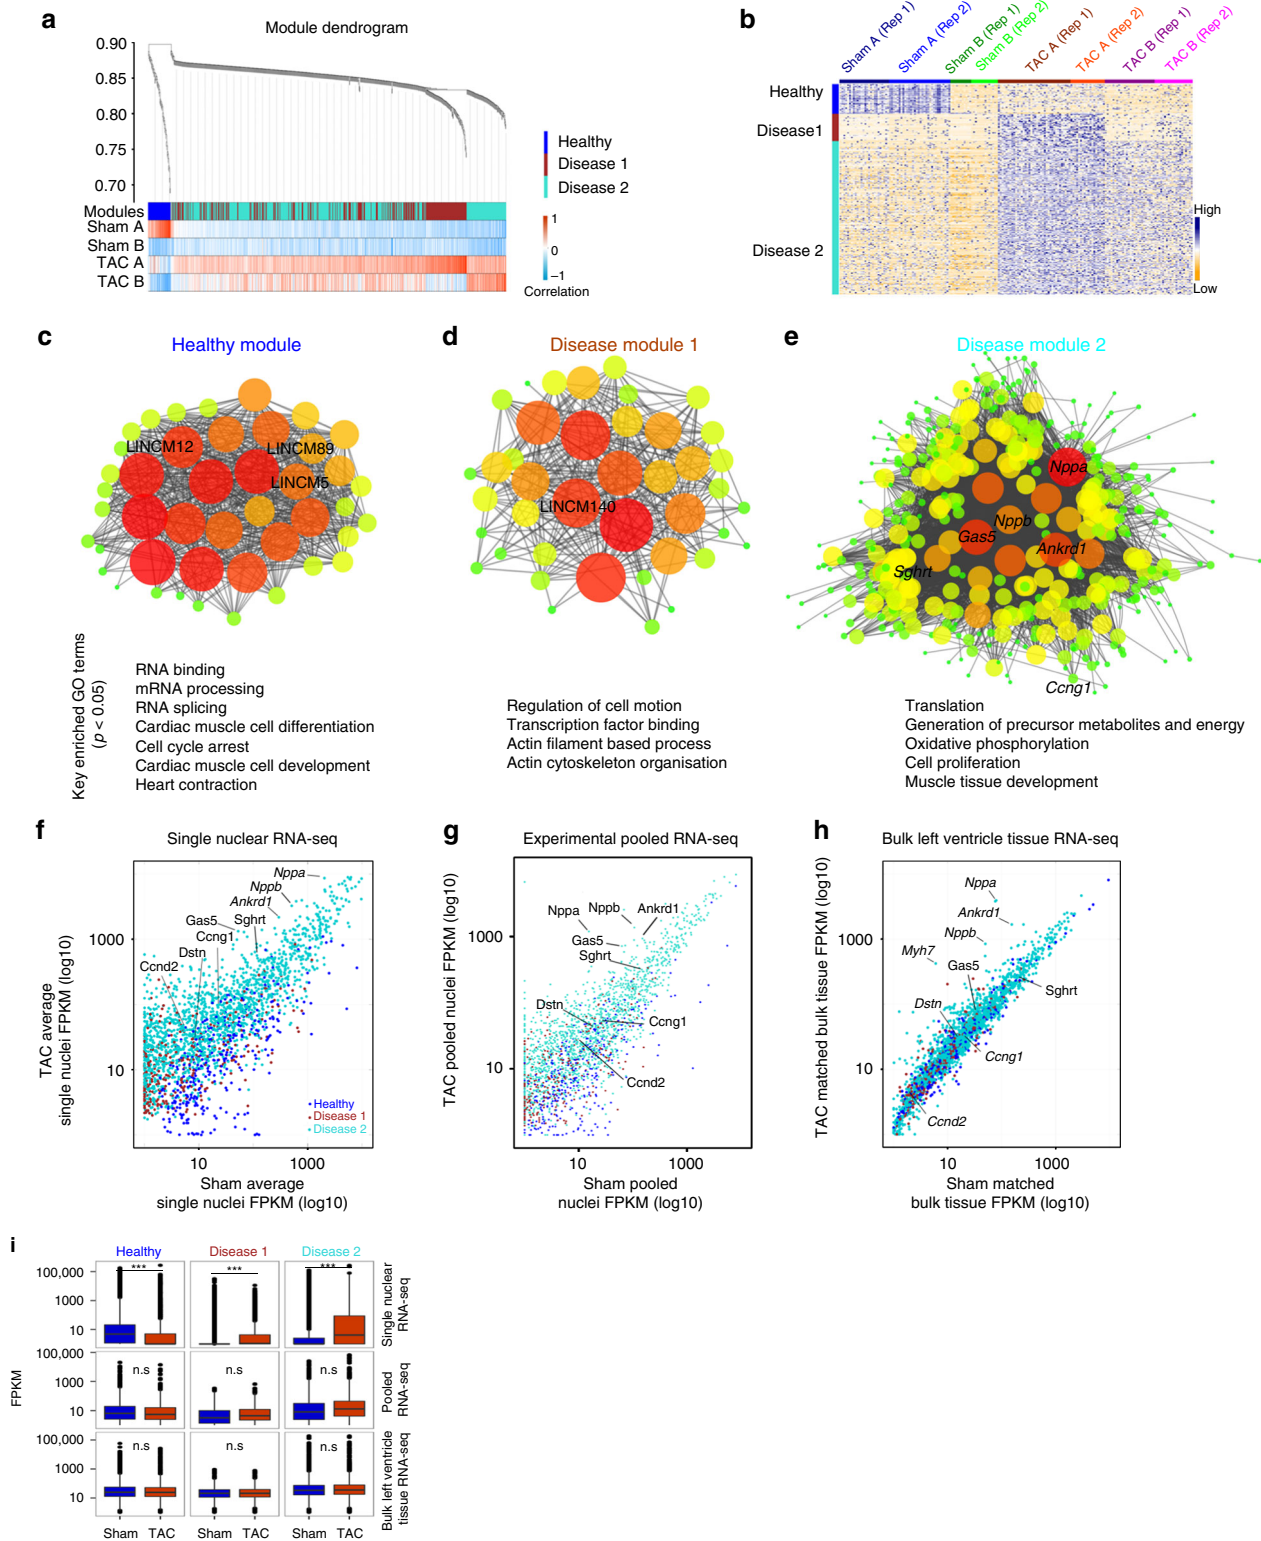 a
Module dendrogram
0.90
0.85
0.80
0.75
0.70
Healthy
Disease 1
Disease 2
Modules
Sham A
Sham B
TAC A
TAC B
1
0
−1
Correlation
b
Sham A (Rep 1)
Sham A (Rep 2)
Sham B (Rep 1)
Sham B (Rep 2)
TAC A (Rep 1)
TAC A (Rep 2)
TAC B (Rep 1)
TAC B (Rep 2)
Healthy
Disease1
Disease 2
High
Low
c
Healthy module
LINCM12
LINCM89
LINCM5
d
Disease module 1
LINCM140
e
Disease module 2
Nppa
Nppb
Gas5
Ankrd1
Sghrt
Ccng1
Key enriched GO terms
(p < 0.05)
RNA binding
mRNA processing
RNA splicing
Cardiac muscle cell differentiation
Cell cycle arrest
Cardiac muscle cell development
Heart contraction
Regulation of cell motion
Transcription factor binding
Actin filament based process
Actin cytoskeleton organisation
Translation
Generation of precursor metabolites and energy
Oxidative phosphorylation
Cell proliferation
Muscle tissue development
f
Single nuclear RNA-seq
TAC average
single nuclei FPKM (log10)
1000
10
Nppa
Nppb
Ankrd1
Gas5
Sghrt
Ccng1
Dstn
Ccnd2
Healthy
Disease 1
Disease 2
10
1000
Sham average
single nuclei FPKM (log10)
g
Experimental pooled RNA-seq
TAC pooled nuclei FPKM (log10)
1000
10
Nppa
Nppb
Ankrd1
Gas5
Sghrt
Dstn
Ccng1
Ccnd2
10
1000
Sham pooled
nuclei FPKM (log10)
h
Bulk left ventricle tissue RNA-seq
TAC matched bulk tissue FPKM (log10)
1000
10
Nppa
Ankrd1
Nppb
Myh7
Gas5
Sghrt
Dstn
Ccng1
Ccnd2
10
1000
Sham matched
bulk tissue FPKM (log10)
i
Healthy
Disease 1
Disease 2
FPKM
100,000
1000
10
***
***
***
Single nuclear
RNA-seq
100,000
1000
10
n.s
n.s
n.s
Pooled
RNA-seq
100,000
1000
10
n.s
n.s
n.s
Bulk left ventricle
tissue RNA-seq
Sham
TAC
Sham
TAC
Sham
TAC